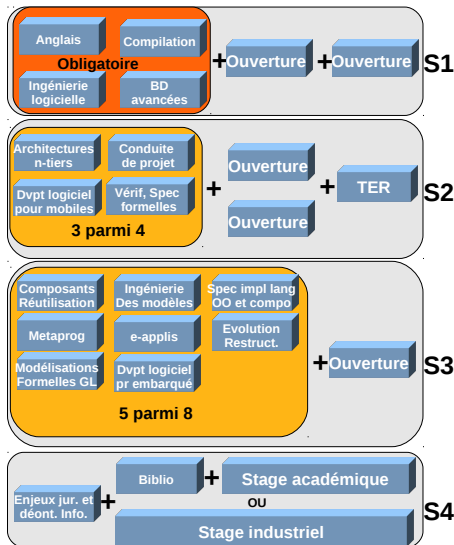 Anglais
Compilation
Obligatoire
Ingénierie
logicielle
BD
avancées
+
Ouverture
+
Ouverture
S1
Architectures
n-tiers
Conduite
de projet
Dvpt logiciel
pour mobiles
Vérif, Spec
formelles
3 parmi 4
+
Ouverture
Ouverture
+
TER
S2
Composants
Réutilisation
Ingénierie
Des modèles
Spec impl lang
OO et compo
Metaprog
e-applis
Evolution
Restruct.
Modélisations
Formelles GL
Dvpt logiciel
pr embarqué
5 parmi 8
+
Ouverture
S3
Enjeux jur. et
déont. Info.
+
Biblio
+
Stage académique
OU
Stage industriel
S4